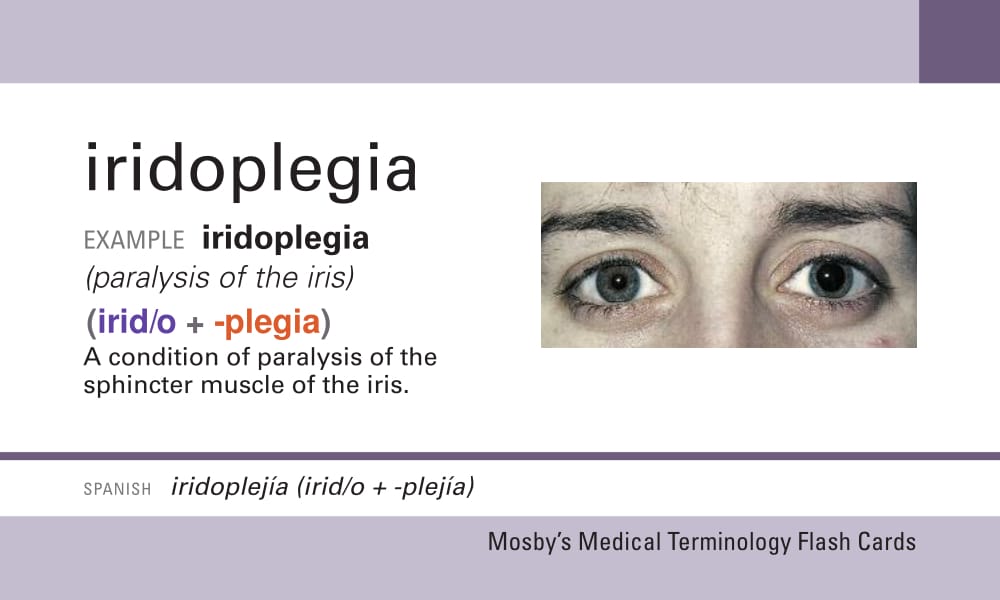 iridoplegia
EXAMPLE iridoplegia
(paralysis of the iris)
(irid/o + -plegia)
A condition of paralysis of the
sphincter muscle of the iris.
SPANISH iridoplejía (irid/o + -plejía)
Mosby's Medical Terminology Flash Cards